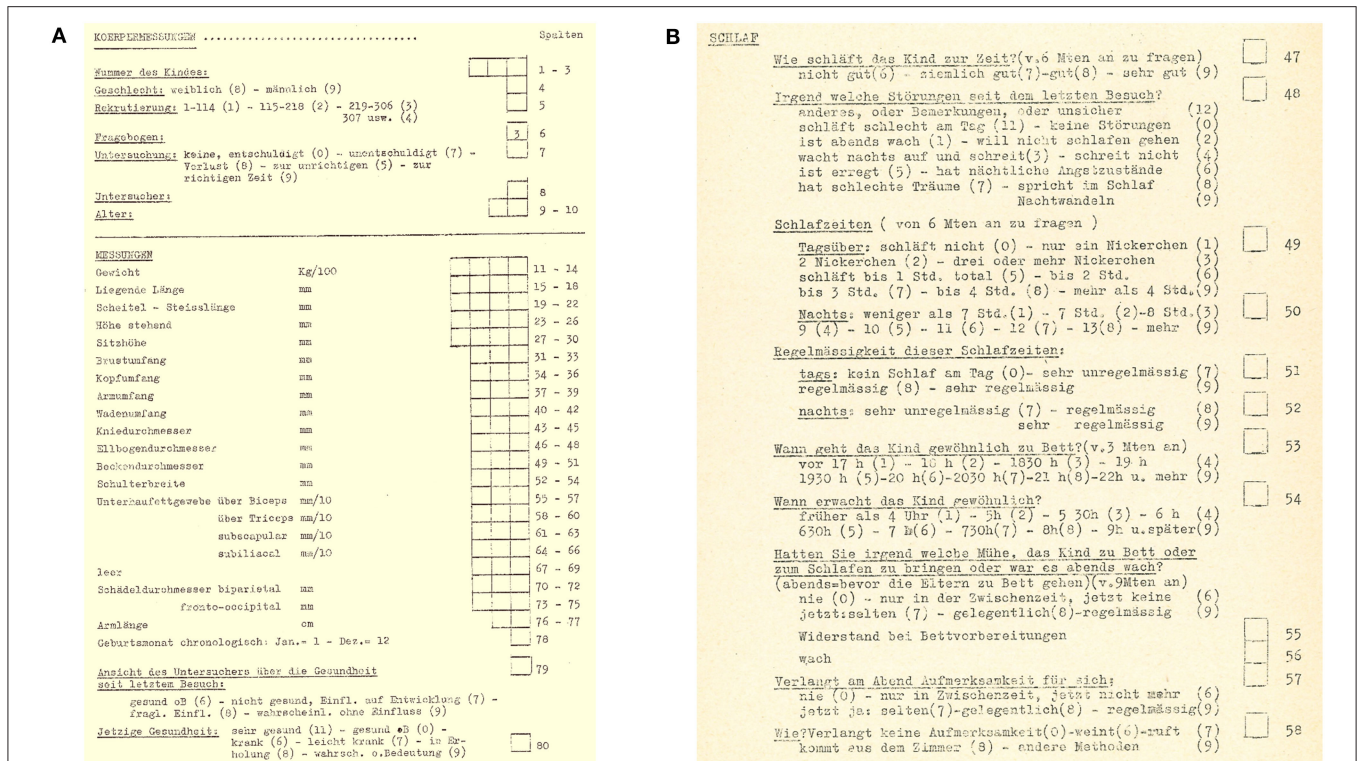 A
KOERPERMESSUNGEN ................................ Spalten
Nummer des Kindes: 1 - 3
Geschlecht: weiblich (8) - männlich (9) 4
Rekrutierung: 1-114 (1) - 115-218 (2) - 219-306 (3) 5
307 usw. (4)
Fragebogen: 3 6
Untersuchung: keine, entschuldigt (0) - unentschuldigt (7) - 7
Verlust (8) - zur unrichtigen (5) - zur
richtigen Zeit (9)
Untersucher: 8
Alter: 9 - 10
MESSUNGEN
Gewicht Kg/100 11 - 14
Liegende Länge mm 15 - 18
Scheitel - Steisslänge mm 19 - 22
Höhe stehend mm 23 - 26
Sitzhöhe mm 27 - 30
Brustumfang mm 31 - 33
Kopfumfang mm 34 - 36
Armumfang mm 37 - 39
Wadenumfang mm 40 - 42
Kniedurchmesser mm 43 - 45
Ellbogendurchmesser mm 46 - 48
Beckendurchmesser mm 49 - 51
Schulterbreite mm 52 - 54
Unterhaufettgewebe über Biceps mm/10 55 - 57
über Triceps mm/10 58 - 60
subscapular mm/10 61 - 63
subiliacal mm/10 64 - 66
leer 67 - 69
Schädeldurchmesser biparietal mm 70 - 72
fronto-occipital mm 73 - 75
Armlänge cm 76 - 77
Geburtsmonat chronologisch: Jan.= 1 - Dez.= 12 78
Ansicht des Untersuchers über die Gesundheit 79
seit letztem Besuch:
gesund oB (6) - nicht gesund, Einfl. auf Entwicklung (7) -
fragl. Einfl. (8) - wahrscheinl. ohne Einfluss (9)
Jetzige Gesundheit: sehr gesund (11) - gesund oB (0) -
krank (6) - leicht krank (7) - in Er- 80
holung (8) - wahrsch. o.Bedeutung (9)
B
SCHLAF
Wie schläft das Kind zur Zeit?(v.6 Mten an zu fragen) 47
nicht gut(6) - ziemlich gut(7)-gut(8) - sehr gut (9)
Irgend welche Störungen seit dem letzten Besuch? 48
anderes, oder Bemerkungen, oder unsicher (12)
schläft schlecht am Tag (11) - keine Störungen (0)
ist abends wach (1) - will nicht schlafen gehen (2)
wacht nachts auf und schreit(3) - schreit nicht (4)
ist erregt (5) - hat nächtliche Angstzustände (6)
hat schlechte Träume (7) - spricht im Schlaf (8)
Nachtwandeln (9)
Schlafzeiten ( von 6 Mten an zu fragen )
Tagsüber: schläft nicht (0) - nur ein Nickerchen (1) 49
2 Nickerchen (2) - drei oder mehr Nickerchen (3)
schläft bis 1 Std. total (5) - bis 2 Std. (6)
bis 3 Std. (7) - bis 4 Std. (8) - mehr als 4 Std.(9)
Nachts: weniger als 7 Std.(1) - 7 Std. (2)-8 Std.(3) 50
9 (4) - 10 (5) - 11 (6) - 12 (7) - 13(8) - mehr (9)
Regelmässigkeit dieser Schlafzeiten:
tags: kein Schlaf am Tag (0)- sehr unregelmässig (7) 51
regelmässig (8) - sehr regelmässig (9)
nachts: sehr unregelmässig (7) - regelmässig (8) 52
sehr regelmässig (9)
Wann geht das Kind gewöhnlich zu Bett?(v.3 Mten an) 53
vor 17 h (1) - 18 h (2) - 1830 h (3) - 19 h (4)
1930 h (5)-20 h(6)-2030 h(7)-21 h(8)-22h u. mehr (9)
Wann erwacht das Kind gewöhnlich? 54
früher als 4 Uhr (1) - 5h (2) - 5 30h (3) - 6 h (4)
630h (5) - 7 h(6) - 730h(7) - 8h(8) - 9h u.später(9)
Hatten Sie irgend welche Mühe, das Kind zu Bett oder
zum Schlafen zu bringen oder war es abends wach?
(abends=bevor die Eltern zu Bett gehen)(v.9Mten an)
nie (0) - nur in der Zwischenzeit, jetzt keine (6)
jetzt:selten (7) - gelegentlich(8)-regelmässig (9)
Widerstand bei Bettvorbereitungen 55
wach 56
Verlangt am Abend Aufmerksamkeit für sich: 57
nie (0) - nur in Zwischenzeit, jetzt nicht mehr (6)
jetzt ja: selten(7)-gelegentlich(8) - regelmässig(9)
Wie?Verlangt keine Aufmerksamkeit(0)-weint(6)-ruft (7) 58
kommt aus dem Zimmer (8) - andere Methoden (9)